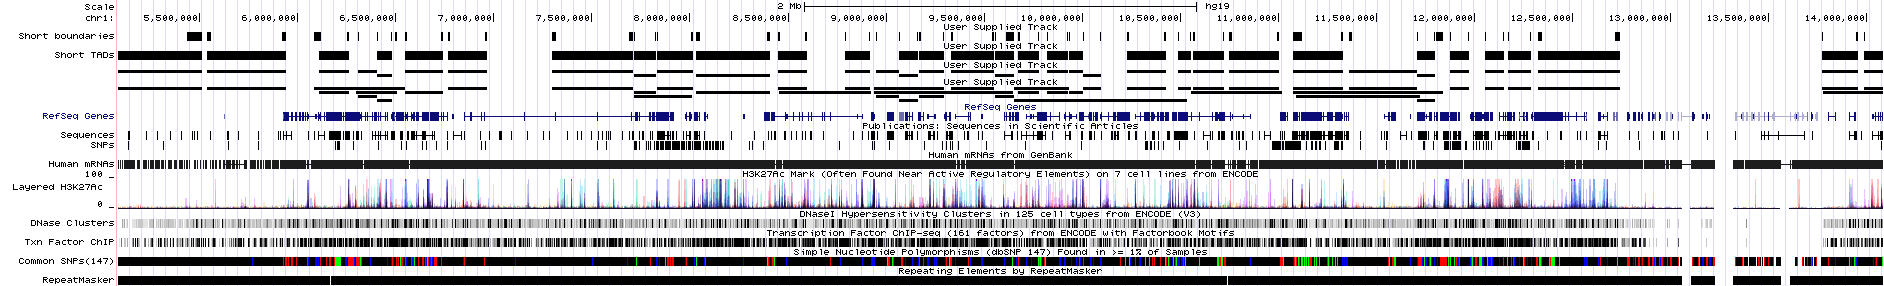 Scale 2 Mb hg19
chr1: 5,500,000 6,000,000 6,500,000 7,000,000 7,500,000 8,000,000 8,500,000 9,000,000 9,500,000 10,000,000 10,500,000 11,000,000 11,500,000 12,000,000 12,500,000 13,000,000 13,500,000 14,000,000
User Supplied Track
Short boundaries
User Supplied Track
Short TADs
User Supplied Track
User Supplied Track
RefSeq Genes
RefSeq Genes
Publications: Sequences in Scientific Articles
Sequences
SNPs
Human mRNAs from GenBank
Human mRNAs
H3K27Ac Mark (Often Found Near Active Regulatory Elements) on 7 cell lines from ENCODE
100 _
Layered H3K27Ac
0 _
DNaseI Hypersensitivity Clusters in 125 cell types from ENCODE (V3)
DNase Clusters
Transcription Factor ChIP-seq (161 factors) from ENCODE with Factorbook Motifs
Txn Factor ChIP
Simple Nucleotide Polymorphisms (dbSNP 147) Found in >= 1% of Samples
Common SNPs(147)
Repeating Elements by RepeatMasker
RepeatMasker